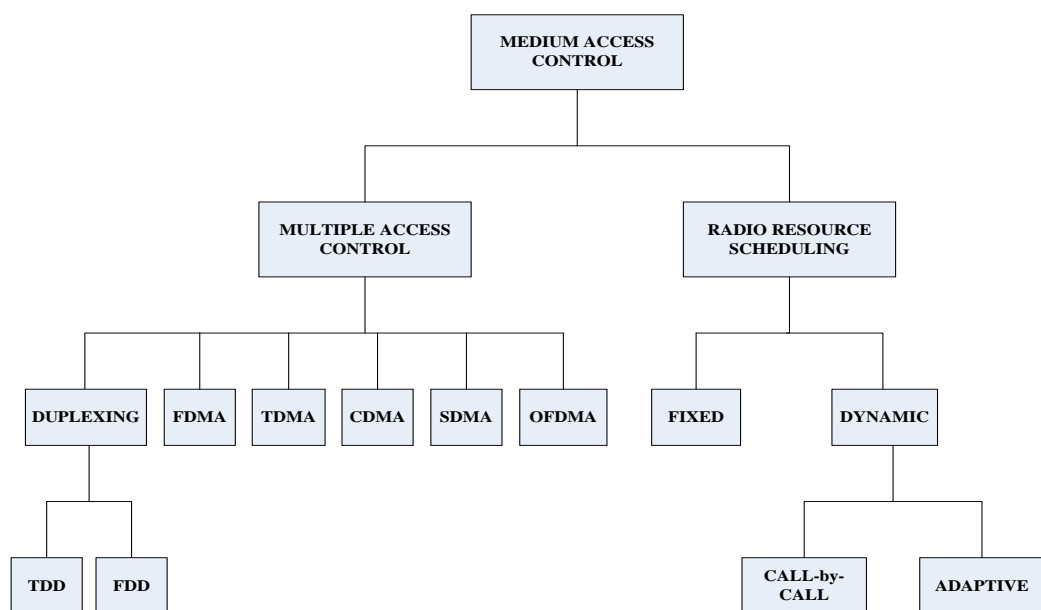 MEDIUM ACCESS
CONTROL
MULTIPLE ACCESS
CONTROL
RADIO RESOURCE
SCHEDULING
DUPLEXING
FDMA
TDMA
CDMA
SDMA
OFDMA
FIXED
DYNAMIC
TDD
FDD
CALL-by-
CALL
ADAPTIVE